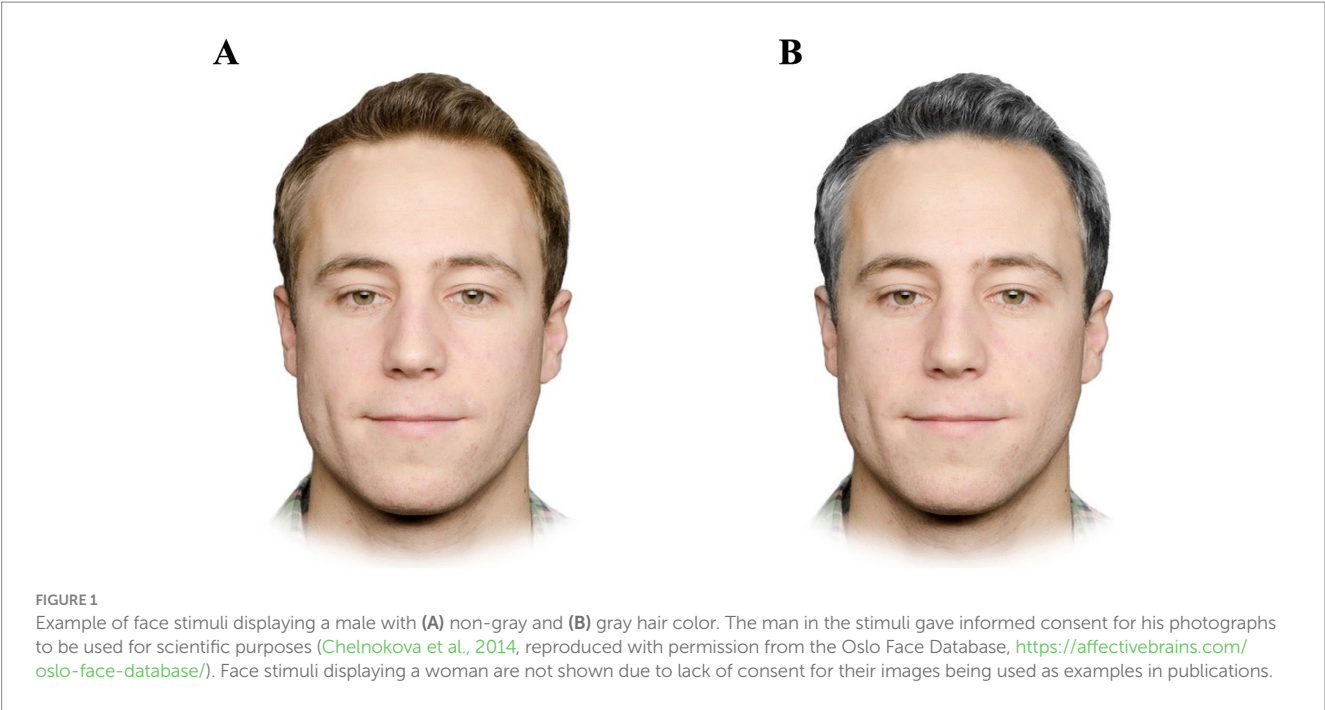 A
B
FIGURE 1
Example of face stimuli displaying a male with (A) non-gray and (B) gray hair color. The man in the stimuli gave informed consent for his photographs
to be used for scientific purposes (Chelnokova et al., 2014, reproduced with permission from the Oslo Face Database, https://affectivebrains.com/
oslo-face-database/). Face stimuli displaying a woman are not shown due to lack of consent for their images being used as examples in publications.